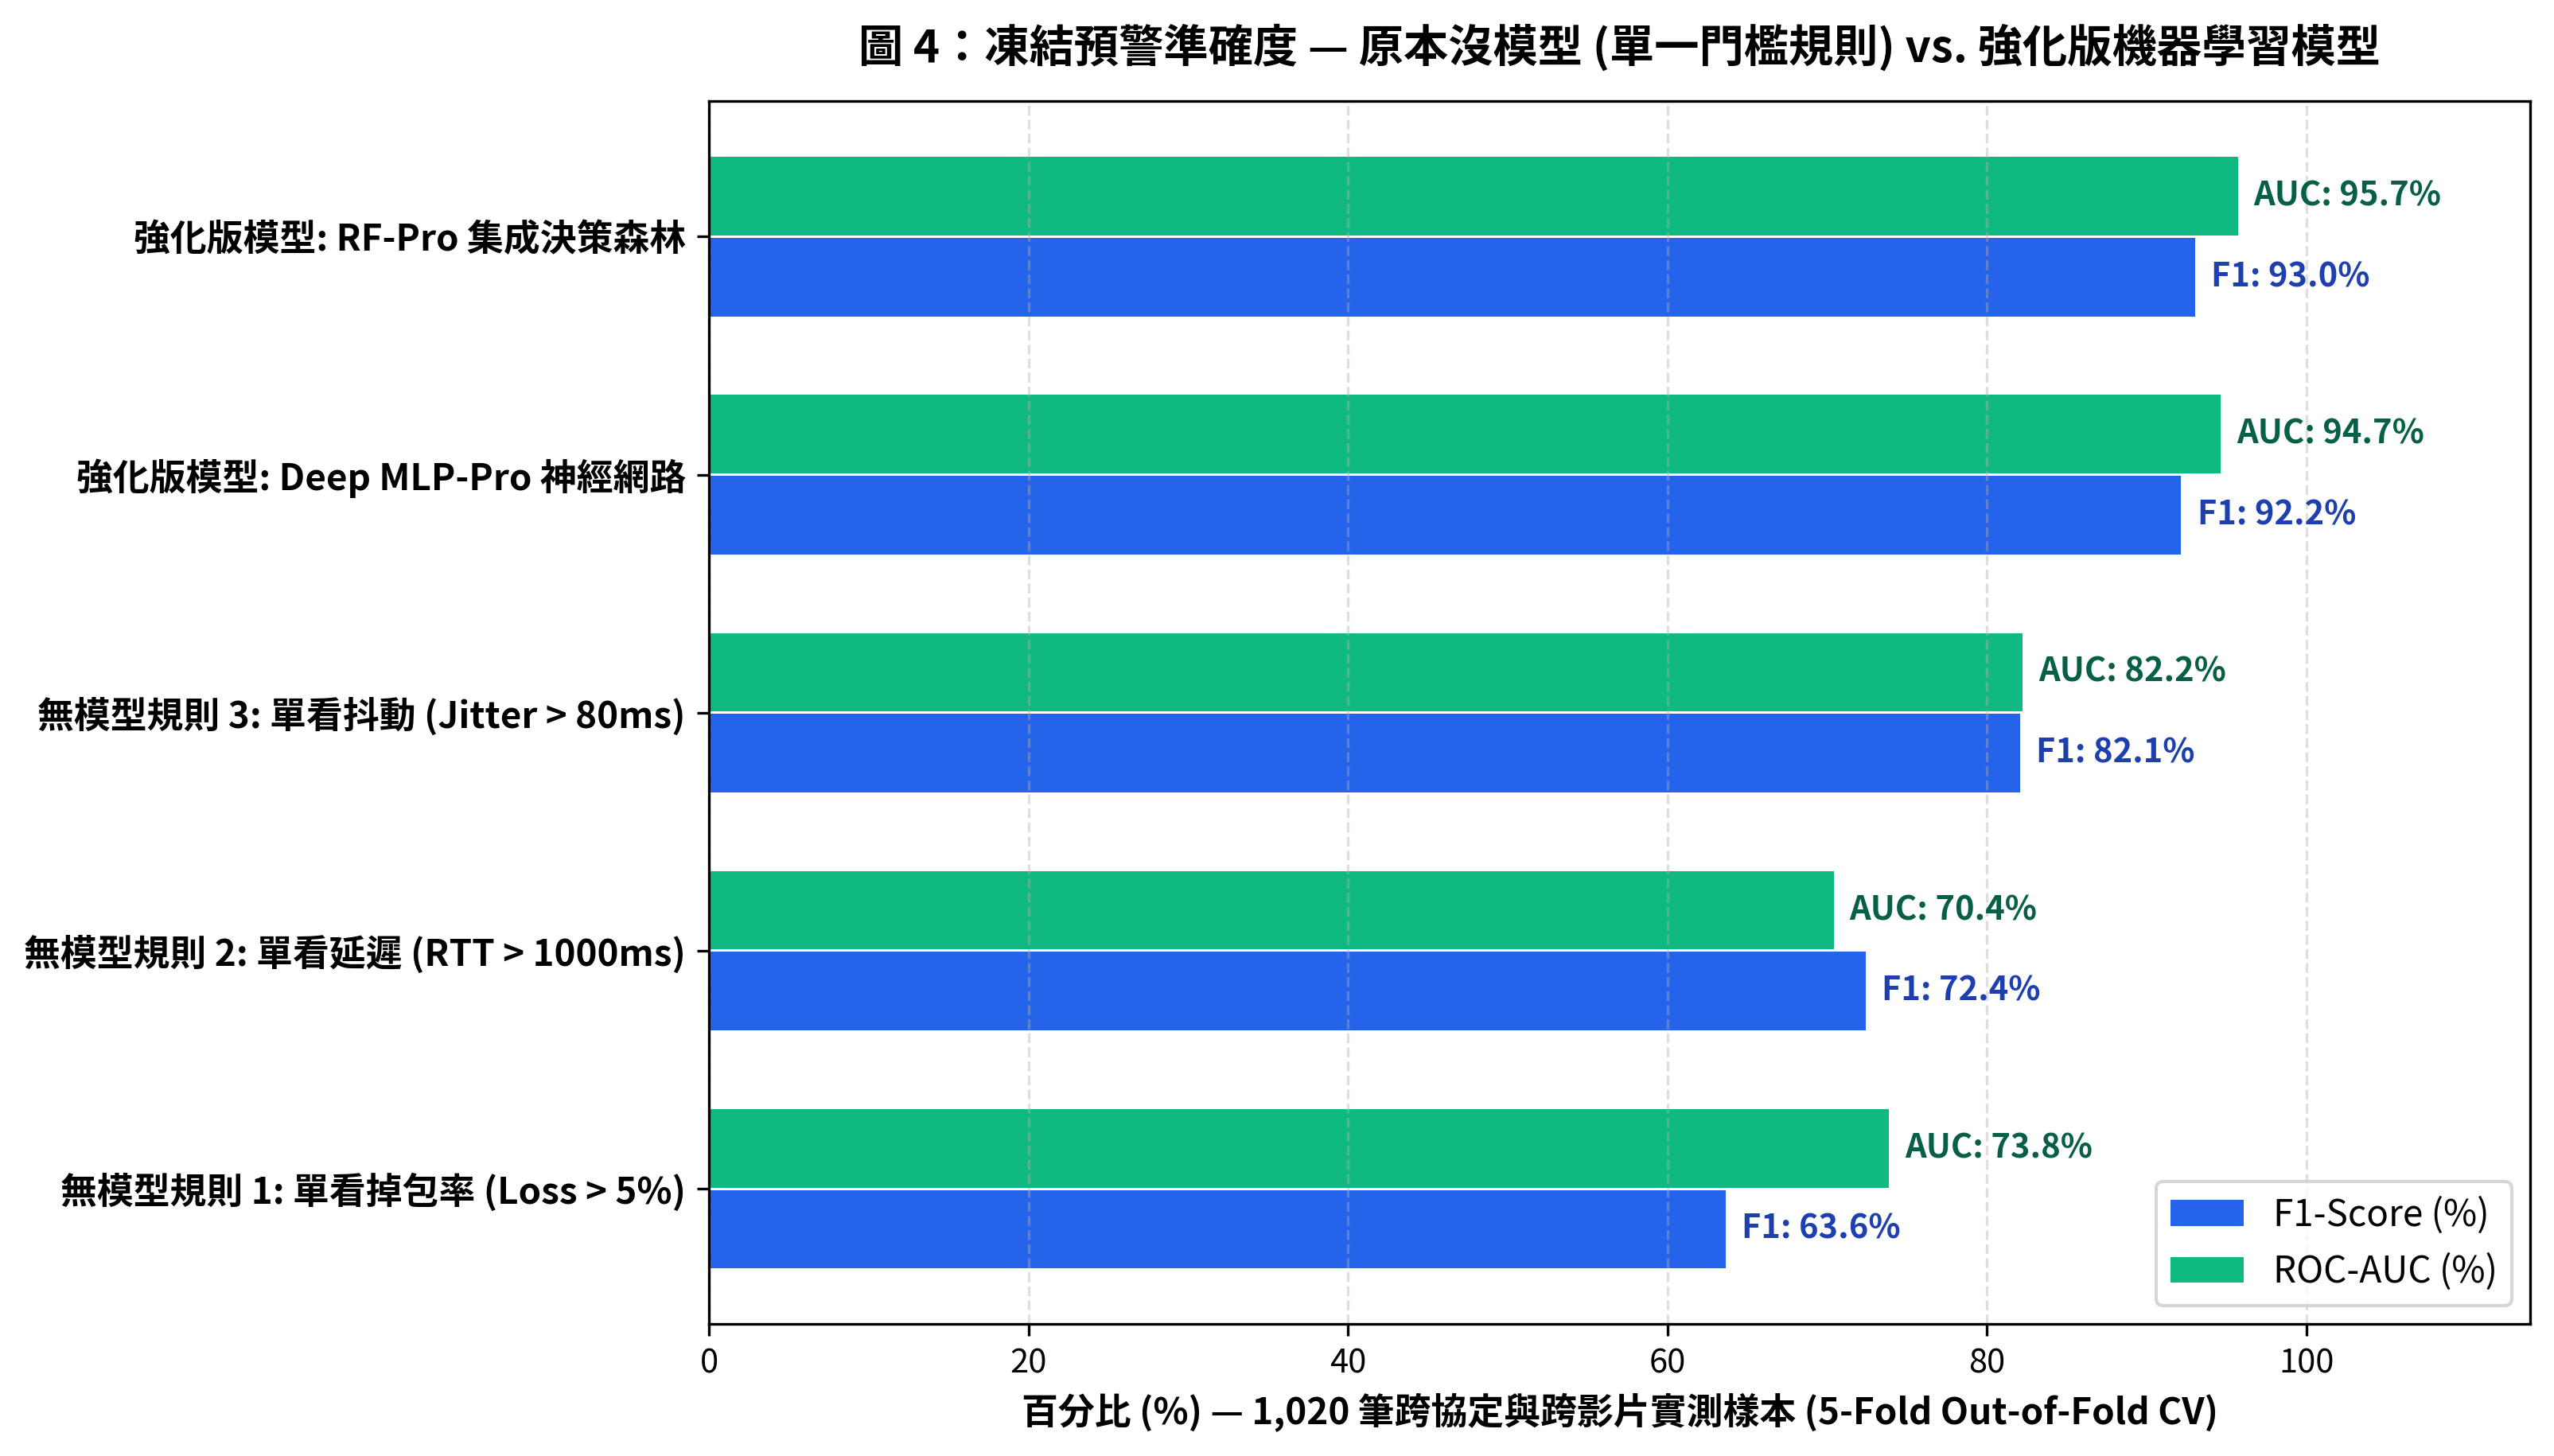 圖 4：凍結預警準確度 — 原本沒模型 (單一門檻規則) vs. 強化版機器學習模型
強化版模型: RF-Pro 集成決策森林
AUC: 95.7%
F1: 93.0%
強化版模型: Deep MLP-Pro 神經網路
AUC: 94.7%
F1: 92.2%
無模型規則 3: 單看抖動 (Jitter > 80ms)
AUC: 82.2%
F1: 82.1%
無模型規則 2: 單看延遲 (RTT > 1000ms)
AUC: 70.4%
F1: 72.4%
無模型規則 1: 單看掉包率 (Loss > 5%)
AUC: 73.8%
F1: 63.6%
F1-Score (%)
ROC-AUC (%)
0 20 40 60 80 100
百分比 (%) — 1,020 筆跨協定與跨影片實測樣本 (5-Fold Out-of-Fold CV)